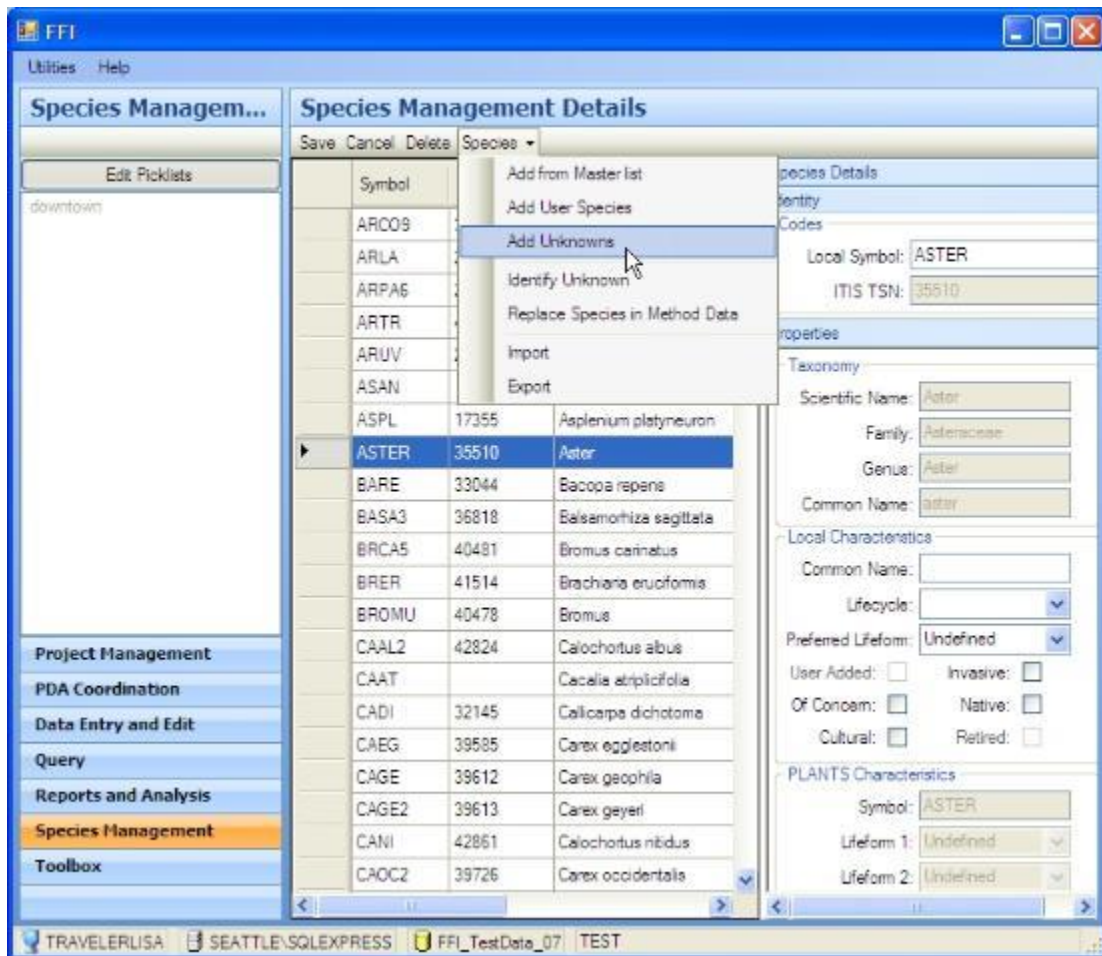 FFI
Utilities Help
Species Managem...
Species Management Details
Save Cancel Delete Species
Edit Picklists
downtown
Symbol
Add from Master list
Add User Species
Add Unknowns
Identify Unknown
Replace Species in Method Data
Import
Export
ARCO9
ARLA
ARPA6
ARTR
ARUV
ASAN
ASPL 17355 Asplenium platyneuron
ASTER 35510 Aster
BARE 33044 Bacopa repens
BASA3 36818 Balsamorhiza sagittata
BRCA5 40481 Bromus carinatus
BRER 41514 Brachiaria eruciformis
BROMU 40478 Bromus
CAAL2 42824 Calochortus albus
CAAT Cacalia atriplicifolia
CADI 32145 Callicarpa dichotoma
CAEG 39585 Carex egglestonii
CAGE 39612 Carex geophila
CAGE2 39613 Carex geyeri
CANI 42861 Calochortus nitidus
CAOC2 39726 Carex occidentalis
pecies Details
dentity
Codes
Local Symbol: ASTER
ITIS TSN: 35510
roperties
Taxonomy
Scientific Name: Aster
Family: Asteraceae
Genus: Aster
Common Name: aster
Local Characteristics
Common Name:
Lifecycle:
Preferred Lifeform: Undefined
User Added: Invasive:
Of Concern: Native:
Cultural: Retired:
PLANTS Characteristics
Symbol: ASTER
Lifeform 1: Undefined
Lifeform 2: Undefined
Project Management
PDA Coordination
Data Entry and Edit
Query
Reports and Analysis
Species Management
Toolbox
TRAVELERLISA SEATTLE\SQLEXPRESS FFI_TestData_07 TEST